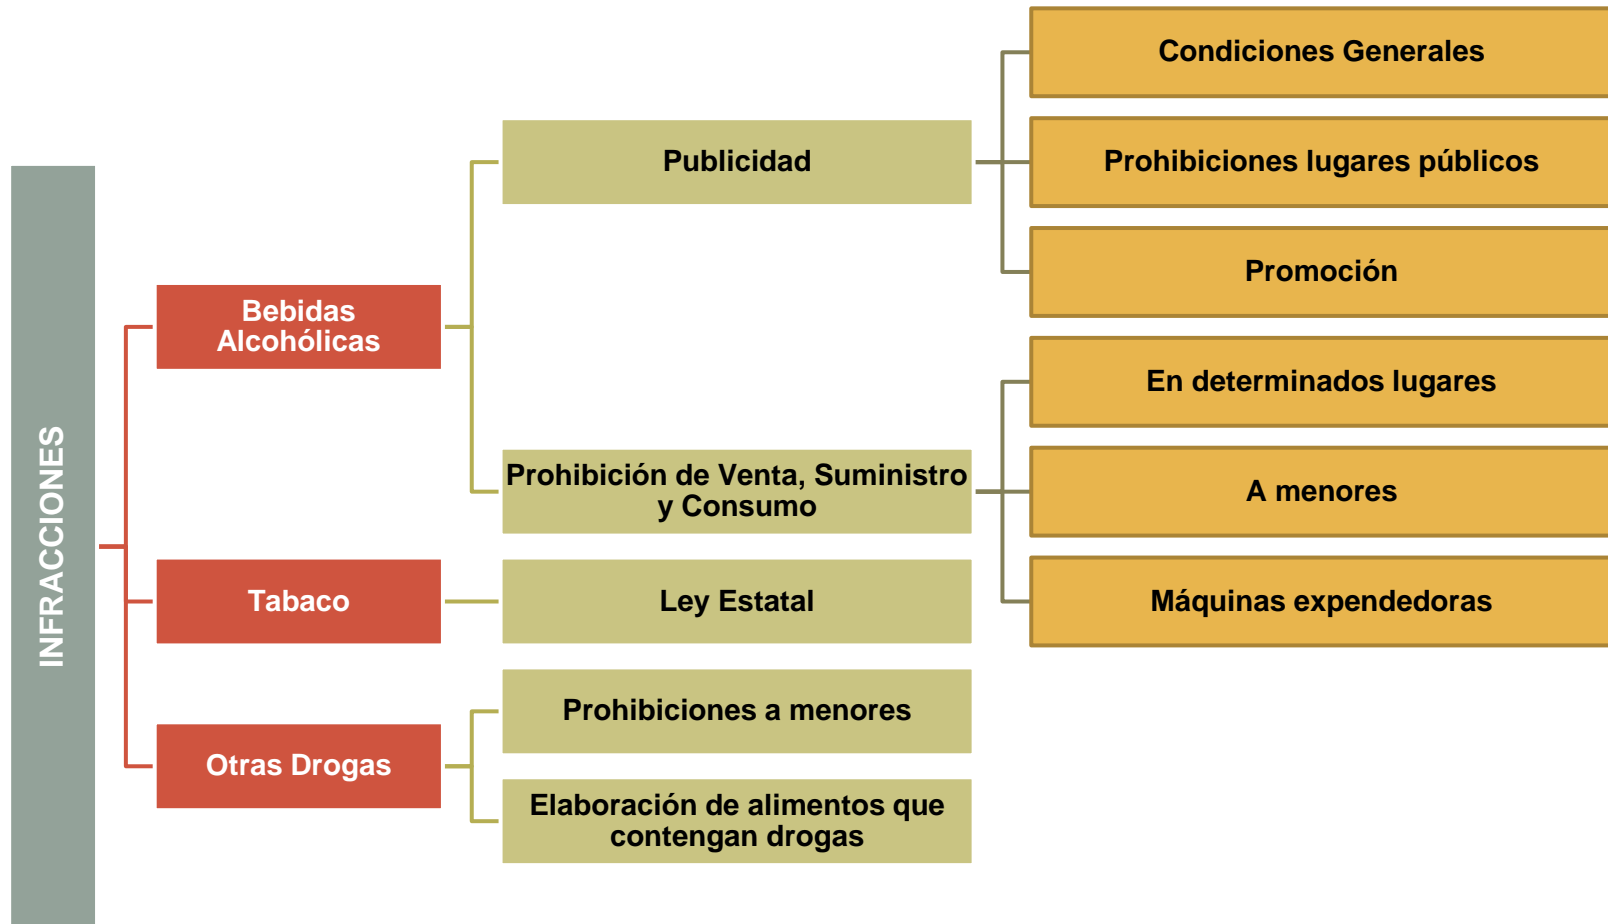 INFRACCIONES
Bebidas
Alcohólicas
Publicidad
Condiciones Generales
Prohibiciones lugares públicos
Promoción
Prohibición de Venta, Suministro
y Consumo
En determinados lugares
A menores
Máquinas expendedoras
Tabaco
Ley Estatal
Otras Drogas
Prohibiciones a menores
Elaboración de alimentos que
contengan drogas